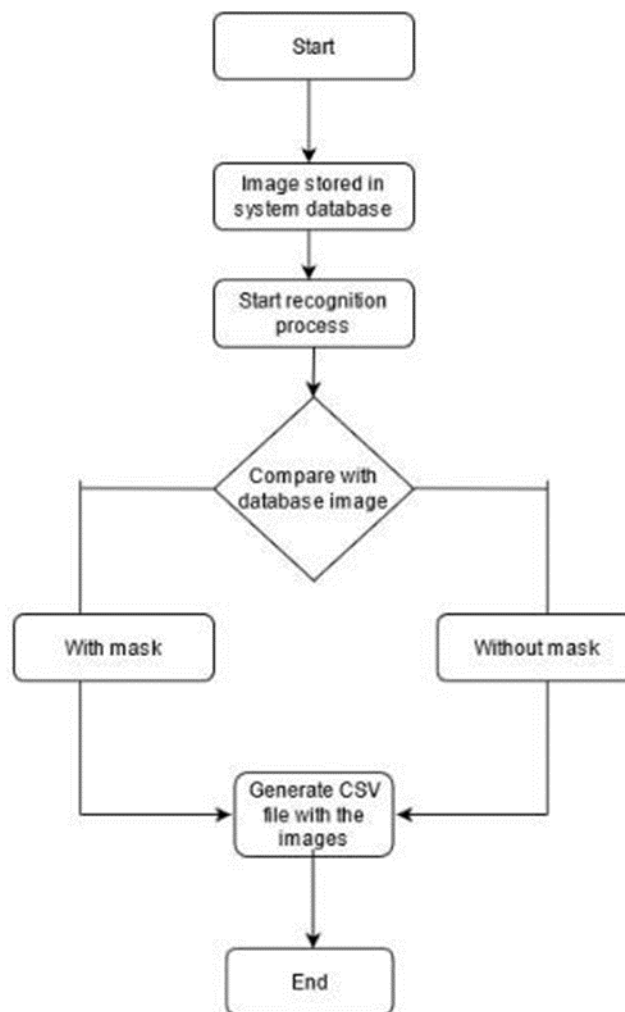 Start
Image stored in
system database
Start recognition
process
Compare with
database image
With mask
Without mask
Generate CSV
file with the
images
End